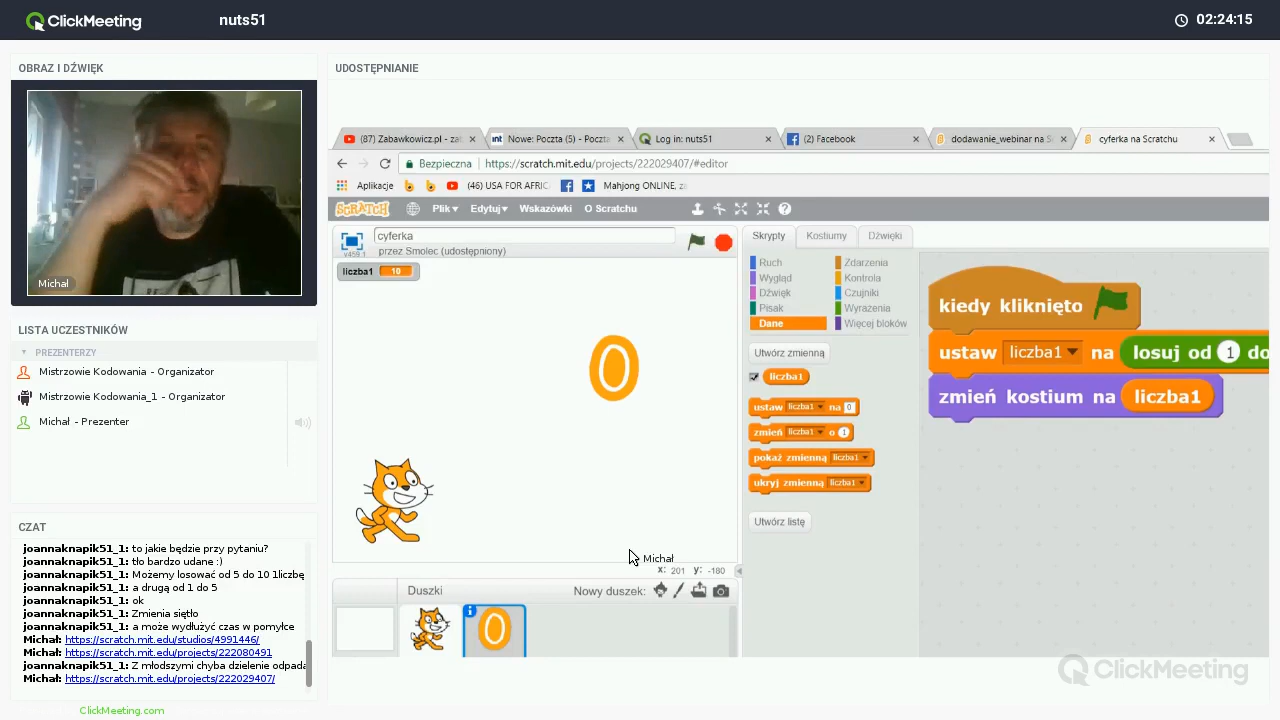 ClickMeeting
nuts51
02:24:15
OBRAZ I DŹWIĘK
Michał
LISTA UCZESTNIKÓW
PREZENTERZY
Mistrzowie Kodowania - Organizator
Mistrzowie Kodowania_1 - Organizator
Michał - Prezenter
CZAT
joannaknapik51_1: to jakie będzie przy pytaniu?
joannaknapik51_1: tło bardzo udane :)
joannaknapik51_1: Możemy losować od 5 do 10 1liczbę
joannaknapik51_1: a drugą od 1 do 5
joannaknapik51_1: ok
joannaknapik51_1: Zmienia siętło
joannaknapik51_1: a może wydłużyć czas w pomyłce
Michał: https://scratch.mit.edu/studios/4991446/
Michał: https://scratch.mit.edu/projects/222080491
joannaknapik51_1: Z młodszymi chyba dzielenie odpada
Michał: https://scratch.mit.edu/projects/222029407/
ClickMeeting.com
UDOSTĘPNIANIE
(87) Zabawkowicz.pl - za
Nowe: Poczta (5) - Poczt
Log in: nuts51
(2) Facebook
dodawanie_webinar na S
cyferka na Scratchu
Bezpieczna
https://scratch.mit.edu/projects/222029407/#editor
Aplikacje
(46) USA FOR AFRIC
Mahjong ONLINE, z
SCRATCH
Plik
Edytuj
Wskazówki
O Scratchu
cyferka
v459.1
przez Smolec (udostępniony)
liczba1 10
0
Michał
x: 201 y: -180
Duszki
Nowy duszek:
0
Skrypty
Kostiumy
Dźwięki
Ruch
Wygląd
Dźwięk
Pisak
Dane
Zdarzenia
Kontrola
Czujniki
Wyrażenia
Więcej bloków
Utwórz zmienną
liczba1
ustaw liczba1 na 0
zmień liczba1 o 1
pokaż zmienną liczba1
ukryj zmienną liczba1
Utwórz listę
kiedy kliknięto
ustaw liczba1 na losuj od 1 do
zmień kostium na liczba1
ClickMeeting